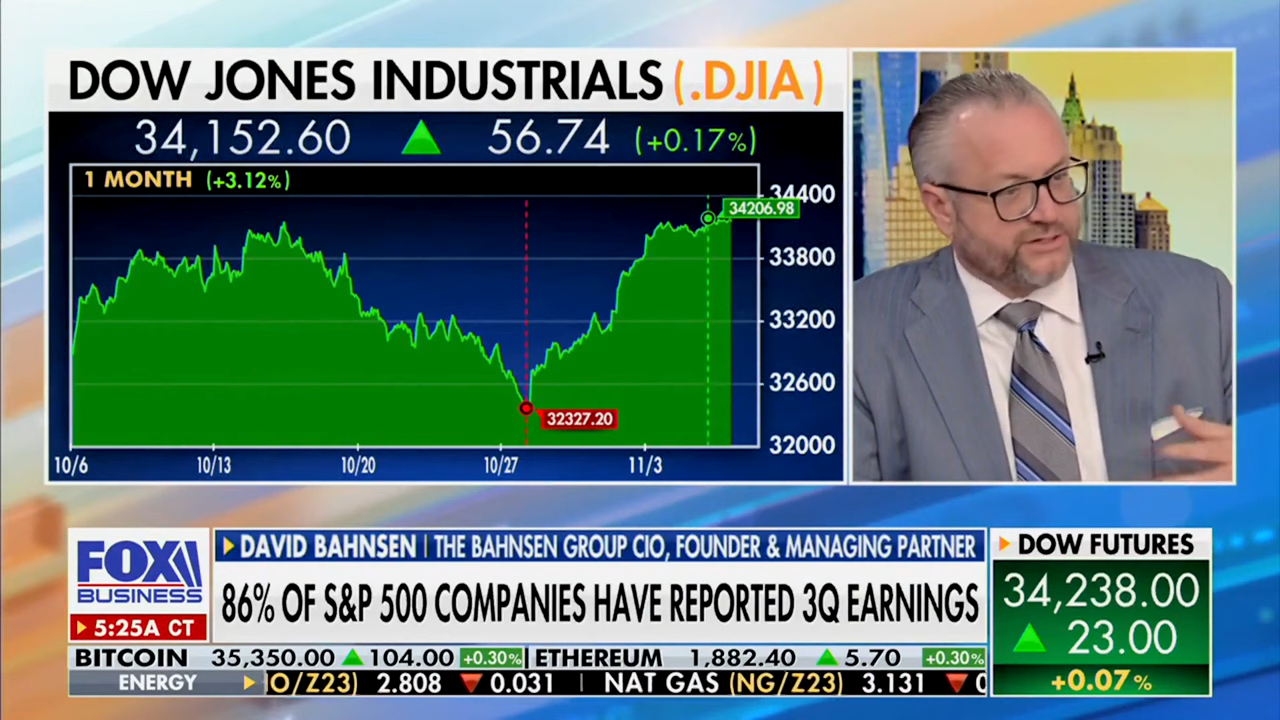 DOW JONES INDUSTRIALS (.DJIA)
34,152.60 ▲ 56.74 (+0.17%)
1 MONTH (+3.12%)
34400
34206.98
33800
33200
32600
32327.20
32000
10/6 10/13 10/20 10/27 11/3
FOX BUSINESS
5:25A CT
DAVID BAHNSEN | THE BAHNSEN GROUP CIO, FOUNDER & MANAGING PARTNER
86% OF S&P 500 COMPANIES HAVE REPORTED 3Q EARNINGS
DOW FUTURES
34,238.00
▲ 23.00
+0.07%
BITCOIN 35,350.00 ▲ 104.00 +0.30% ETHEREUM 1,882.40 ▲ 5.70 +0.30%
ENERGY O/Z23) 2.808 ▼ 0.031 | NAT GAS (NG/Z23) 3.131 ▼